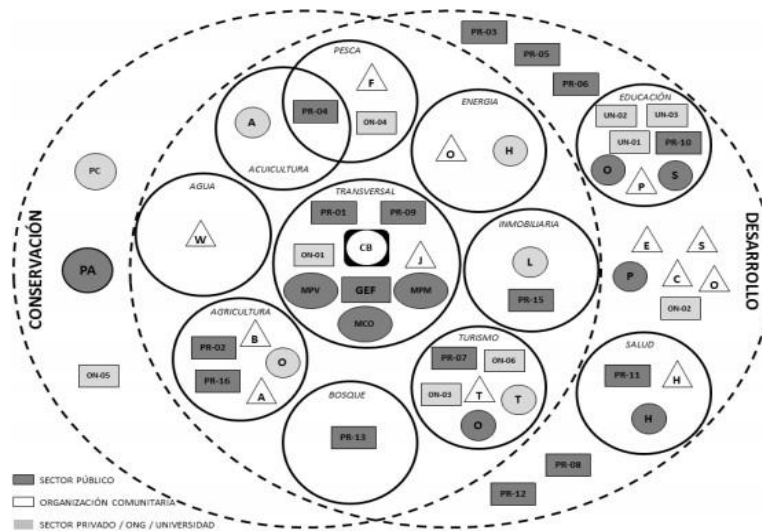 PR-03
PR-05
PR-06
PESCA
F
PR-04
ON-04
A
ACUICULTURA
ENERGIA
O
H
EDUCACIÓN
UN-02
UN-03
UN-01
PR-10
O
P
S
PC
AGUA
W
TRANSVERSAL
PR-01
PR-09
CB
ON-01
J
MPV
GEF
MPM
MCO
INMOBILIARIA
L
PR-15
CONSERVACIÓN
PA
DESARROLLO
E
S
P
C
O
ON-02
AGRICULTURA
PR-02
B
O
PR-16
A
TURISMO
PR-07
ON-06
ON-03
T
T
O
SALUD
PR-11
H
H
ON-05
BOSQUE
PR-13
PR-08
PR-12
SECTOR PÚBLICO
ORGANIZACIÓN COMUNITARIA
SECTOR PRIVADO / ONG / UNIVERSIDAD